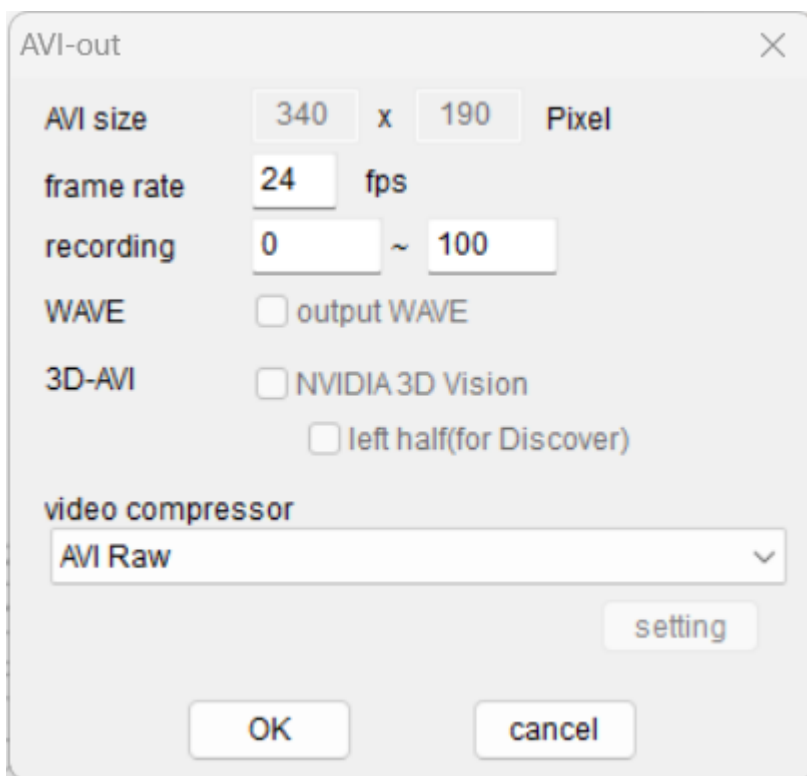 AVI-out
AVI size 340 x 190 Pixel
frame rate 24 fps
recording 0 ~ 100
WAVE output WAVE
3D-AVI NVIDIA 3D Vision
left half(for Discover)
video compressor
AVI Raw
setting
OK cancel